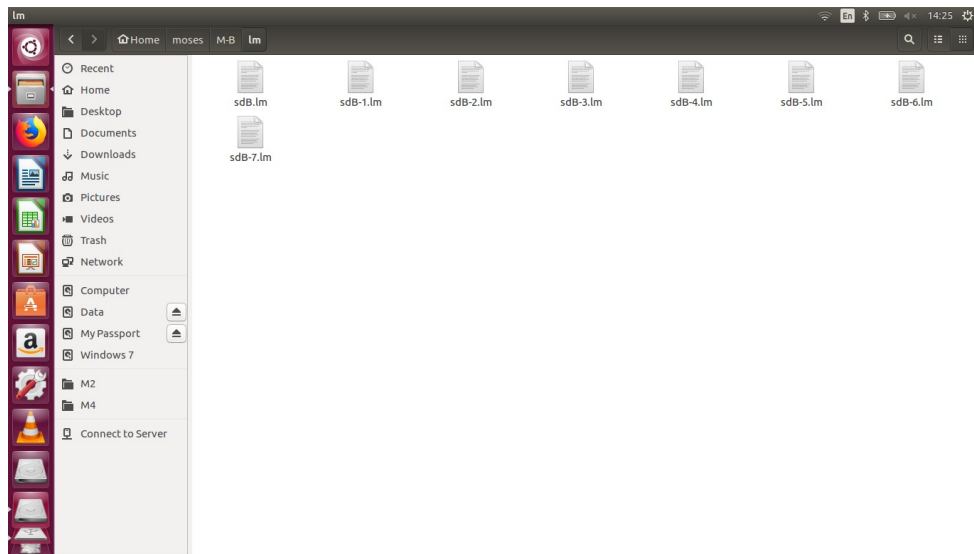 lm
En
14:25
Home moses M-B lm
Recent
Home
Desktop
Documents
Downloads
Music
Pictures
Videos
Trash
Network
Computer
Data
My Passport
Windows 7
M2
M4
Connect to Server
sdB.lm sdB-1.lm sdB-2.lm sdB-3.lm sdB-4.lm sdB-5.lm sdB-6.lm
sdB-7.lm